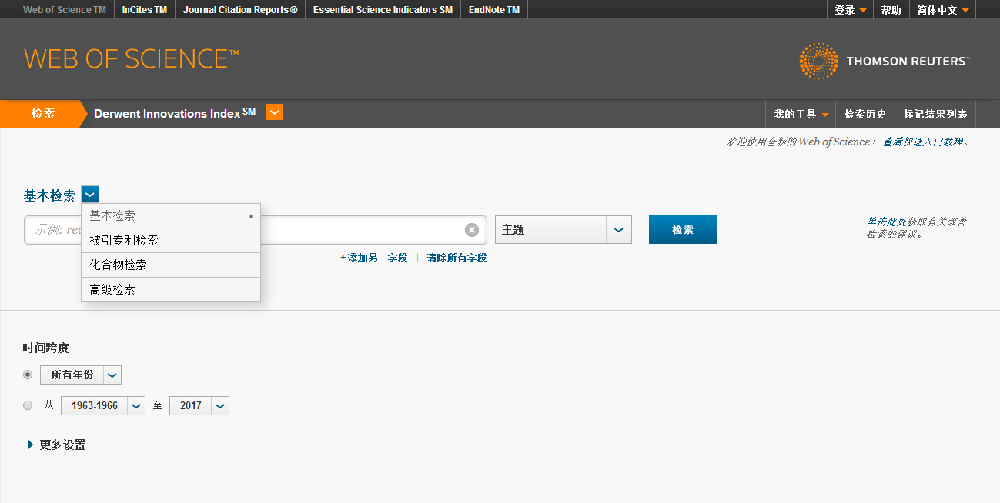 Web of Science TM InCites TM Journal Citation Reports® Essential Science Indicators SM EndNote TM 登录 帮助 简体中文
WEB OF SCIENCE™
THOMSON REUTERS™
检索 Derwent Innovations Index SM 我的工具 检索历史 标记结果列表
欢迎使用全新的 Web of Science! 查看快速入门教程。
基本检索
基本检索
示例: rec
被引专利检索
化合物检索
高级检索
主题 检索
单击此处获取有关改善
检索的建议。
+添加另一字段 | 清除所有字段
时间跨度
所有年份
从 1963-1966 至 2017
更多设置